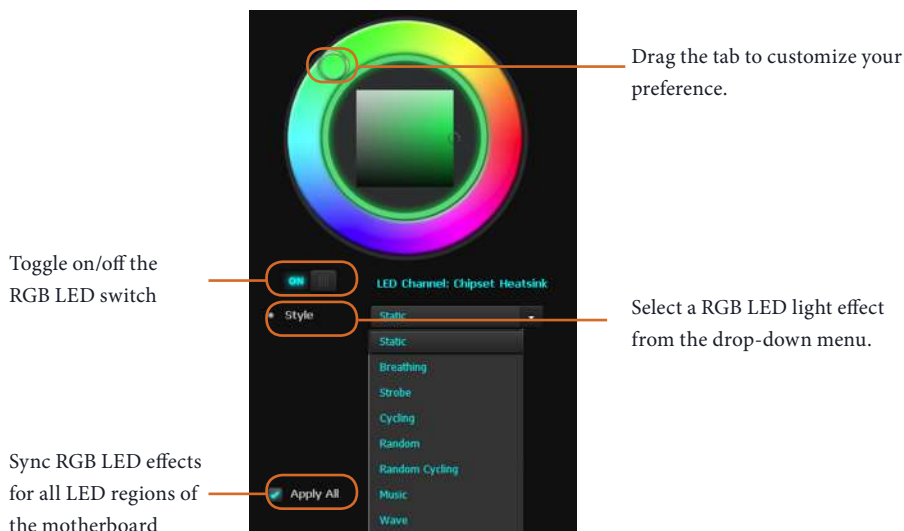 Drag the tab to customize your
preference.
Toggle on/off the
RGB LED switch
ON
LED Channel: Chipset Heatsink
Style
Static
Select a RGB LED light effect
from the drop-down menu.
Static
Breathing
Strobe
Cycling
Random
Random Cycling
Music
Wave
Sync RGB LED effects
for all LED regions of
the motherboard
Apply All